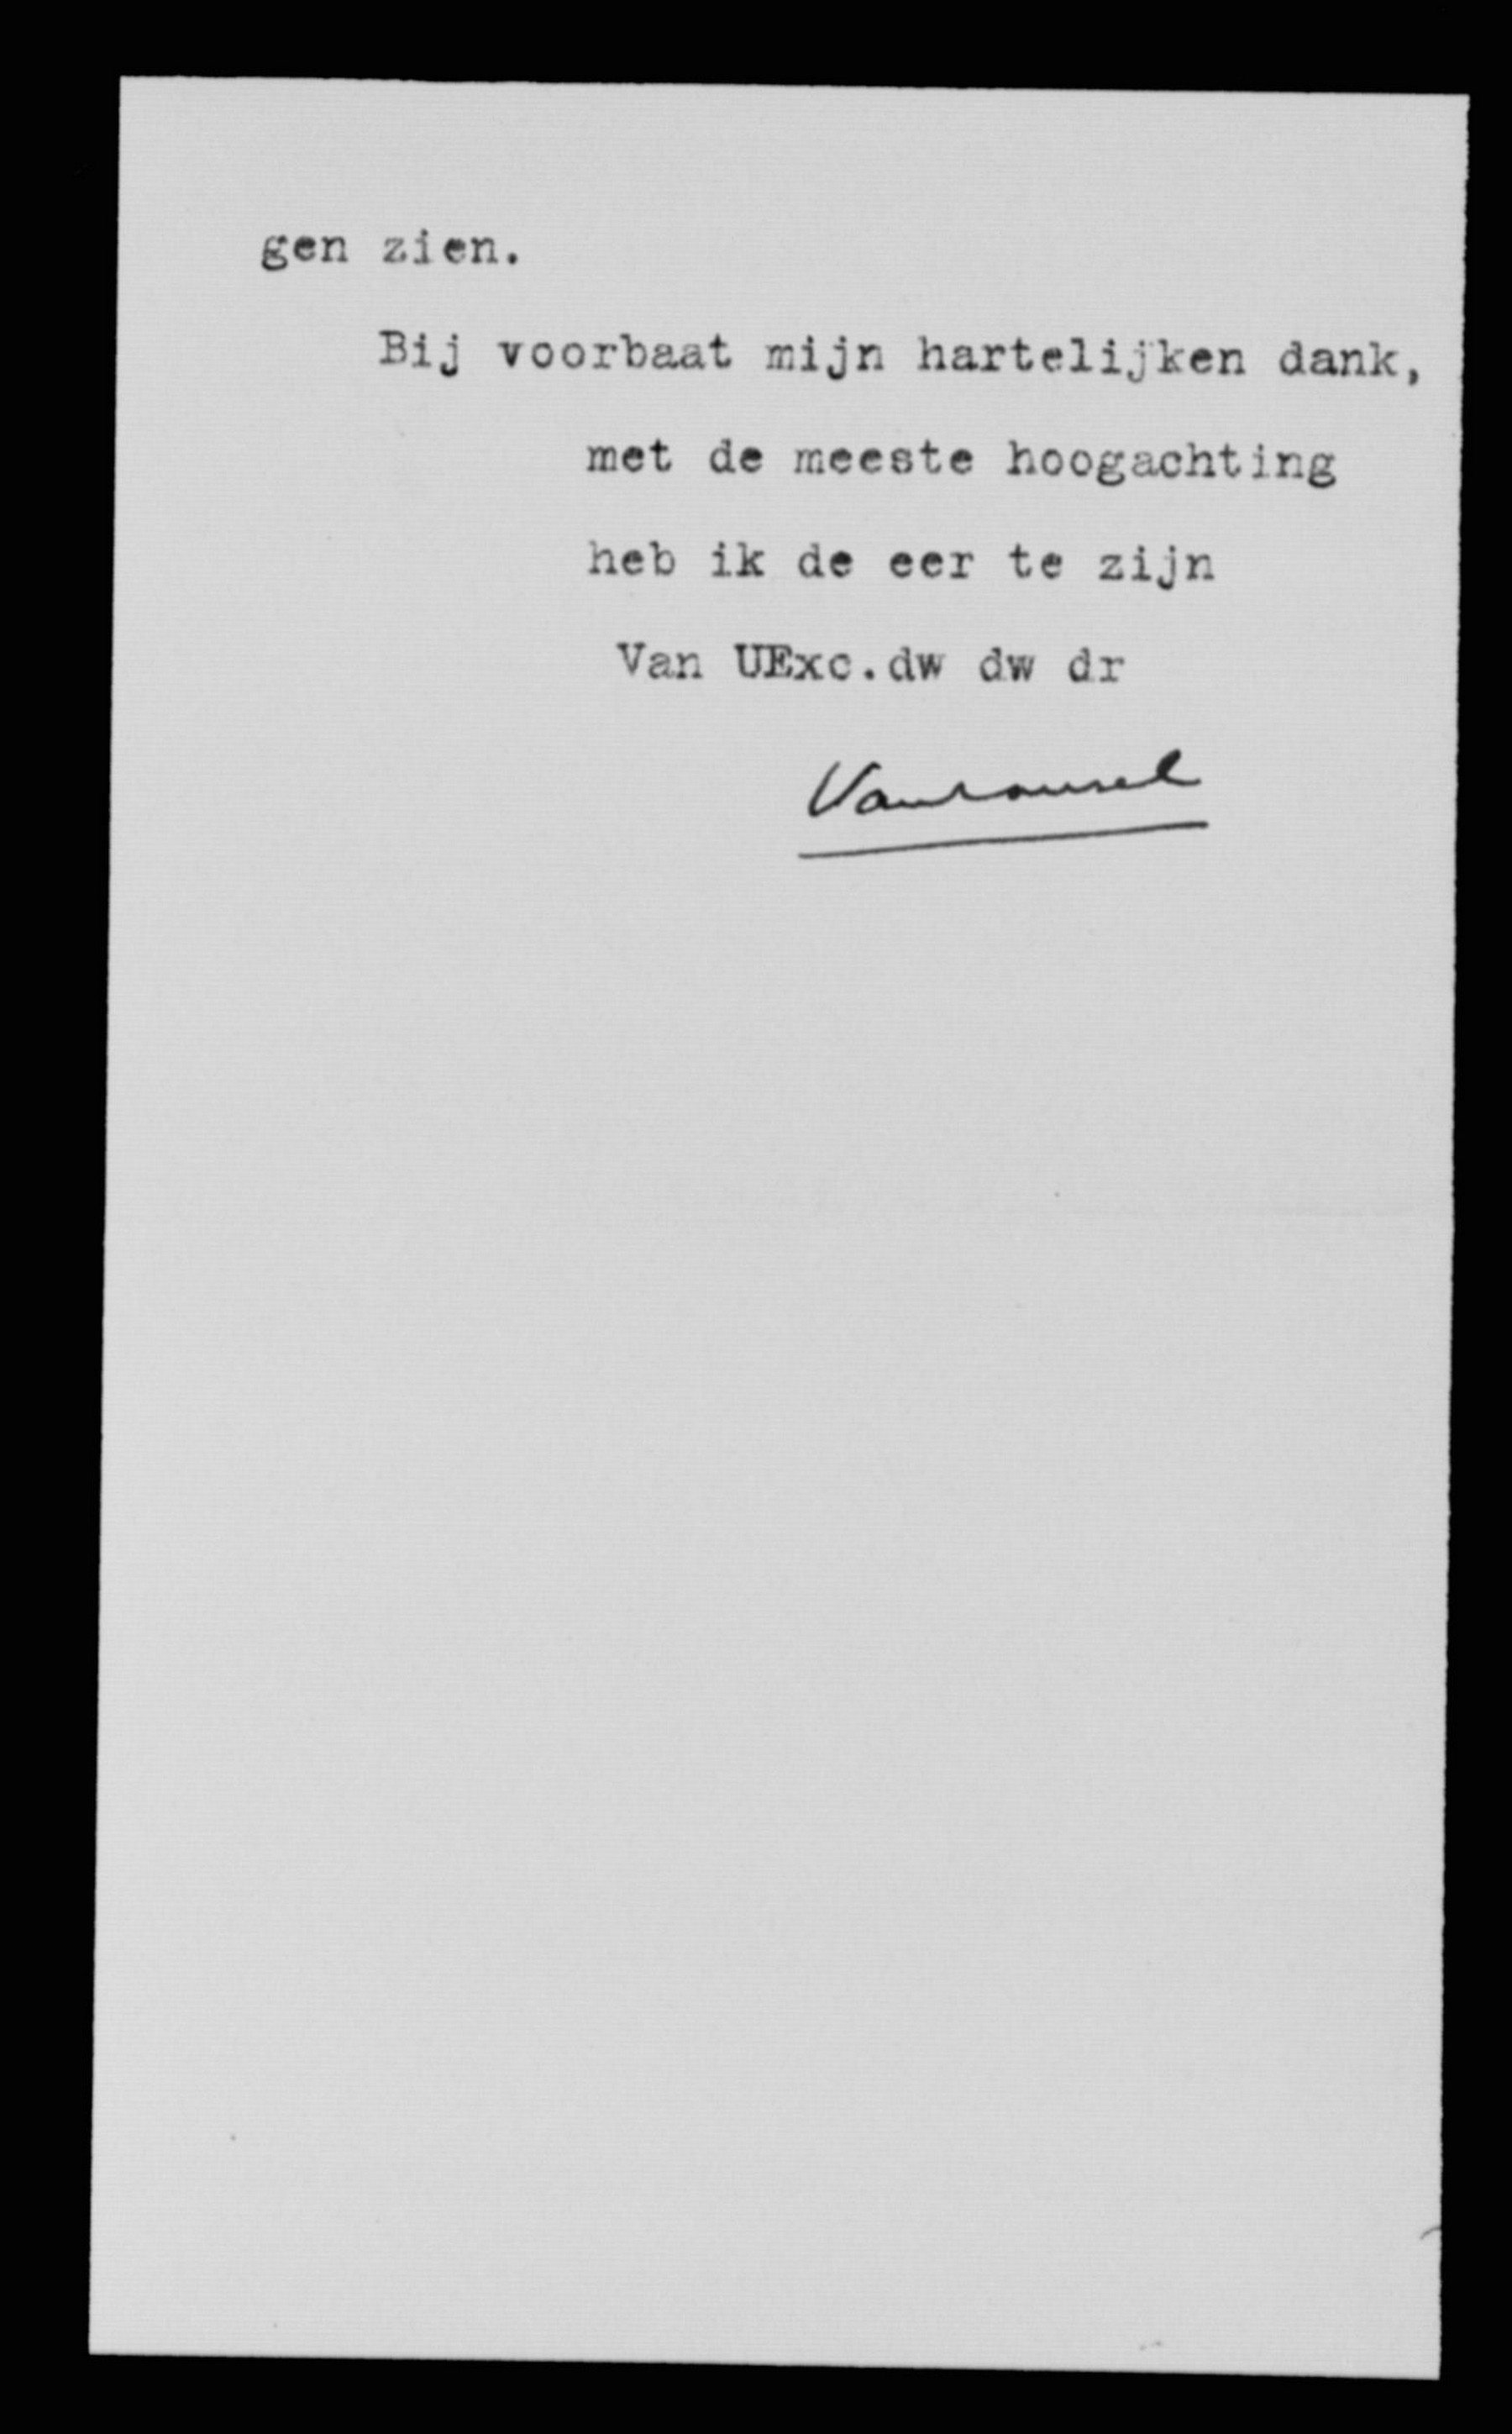 gen zien.
Bij voorbaat mijn hartelijken dank,
met de meeste hoogachting
heb ik de eer te zijn
Van UExc.dw dw dr